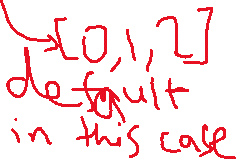 [0,1,2]
default
in this case